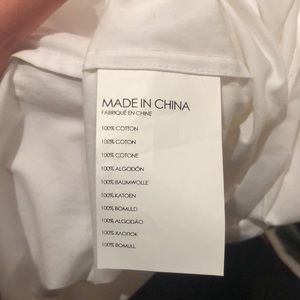 MADE IN CHINA
FABRIQUÉ EN CHINE
100% COTTON
100% COTON
100% COTONE
100% ALGODÓN
100% BAUMWOLLE
100% KATOEN
100% BOMULD
100% ALGODÃO
100% ХЛОПОК
100% BOMULL